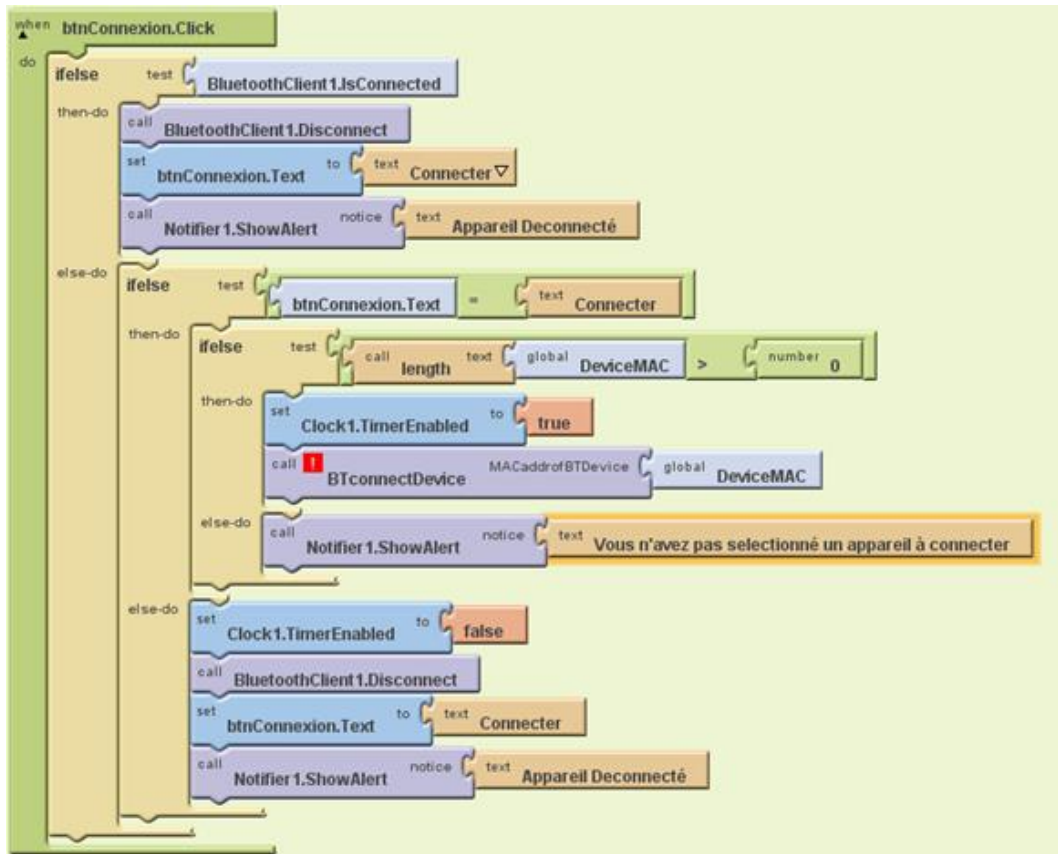 when btnConnexion.Click
do ifelse test BluetoothClient1.IsConnected
then-do call BluetoothClient1.Disconnect
set btnConnexion.Text to text Connecter
call Notifier1.ShowAlert notice text Appareil Deconnecté
else-do ifelse test btnConnexion.Text = text Connecter
then-do ifelse test call length text global DeviceMAC > number 0
then-do set Clock1.TimerEnabled to true
call ! BTconnectDevice MACaddrofBTDevice global DeviceMAC
else-do call Notifier1.ShowAlert notice text Vous n'avez pas selectionné un appareil à connecter
else-do set Clock1.TimerEnabled to false
call BluetoothClient1.Disconnect
set btnConnexion.Text to text Connecter
call Notifier1.ShowAlert notice text Appareil Deconnecté